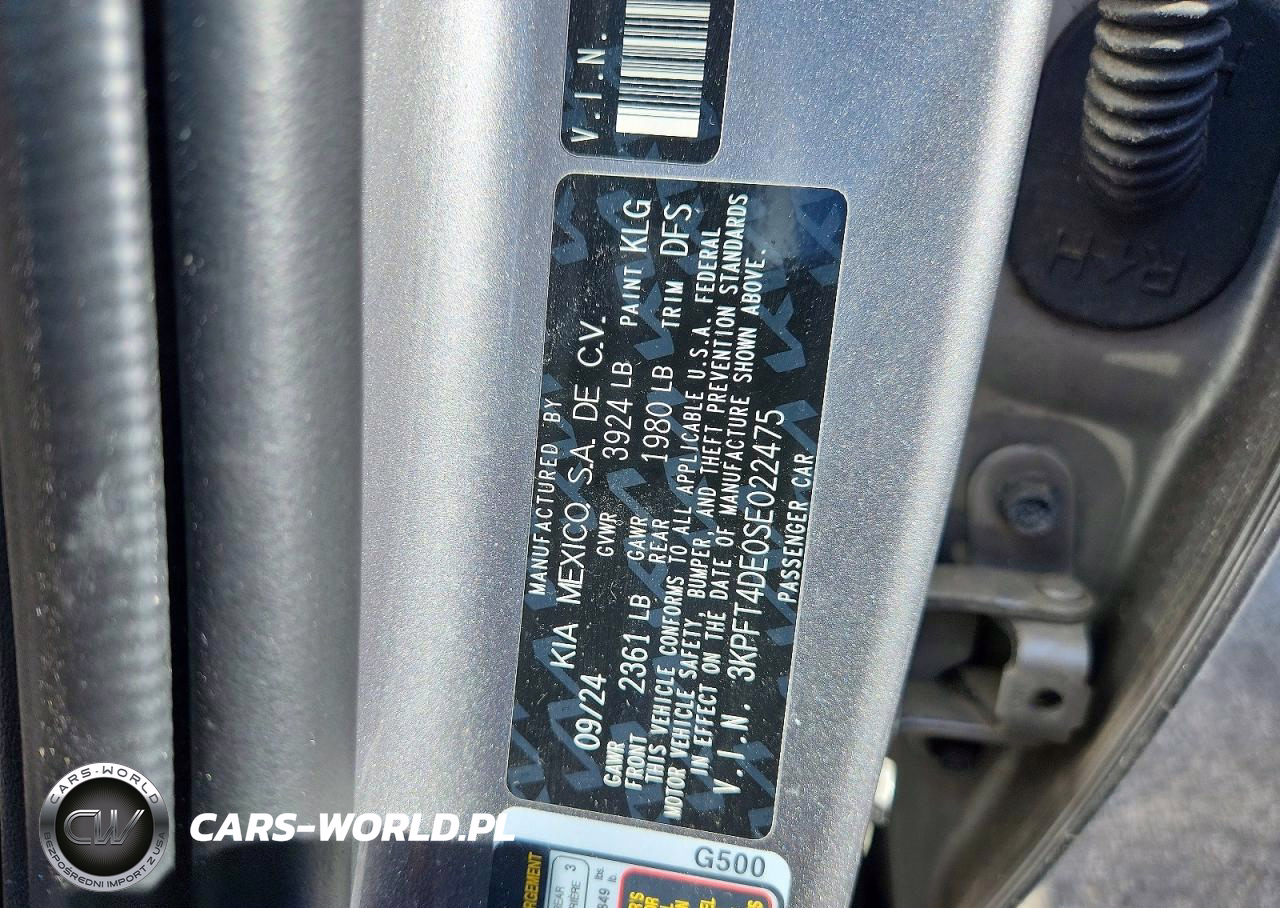 V.I.N.
MANUFACTURED BY
KIA MEXICO,S.A. DE C.V.
09/24 GVWR 3924 LB PAINT KLG
GAWR FRONT 2361 LB GAWR REAR 1980 LB TRIM DFS
THIS VEHICLE CONFORMS TO ALL APPLICABLE U.S.A. FEDERAL
MOTOR VEHICLE SAFETY, BUMPER, AND THEFT PREVENTION STANDARDS
IN EFFECT ON THE DATE OF MANUFACTURE SHOWN ABOVE.
V.I.N. 3KPFT4DE0SE022475
PASSENGER CAR
G500
RH
CARS-WORLD
CW
BEZPOŚREDNI IMPORT Z USA
CARS-WORLD.PL